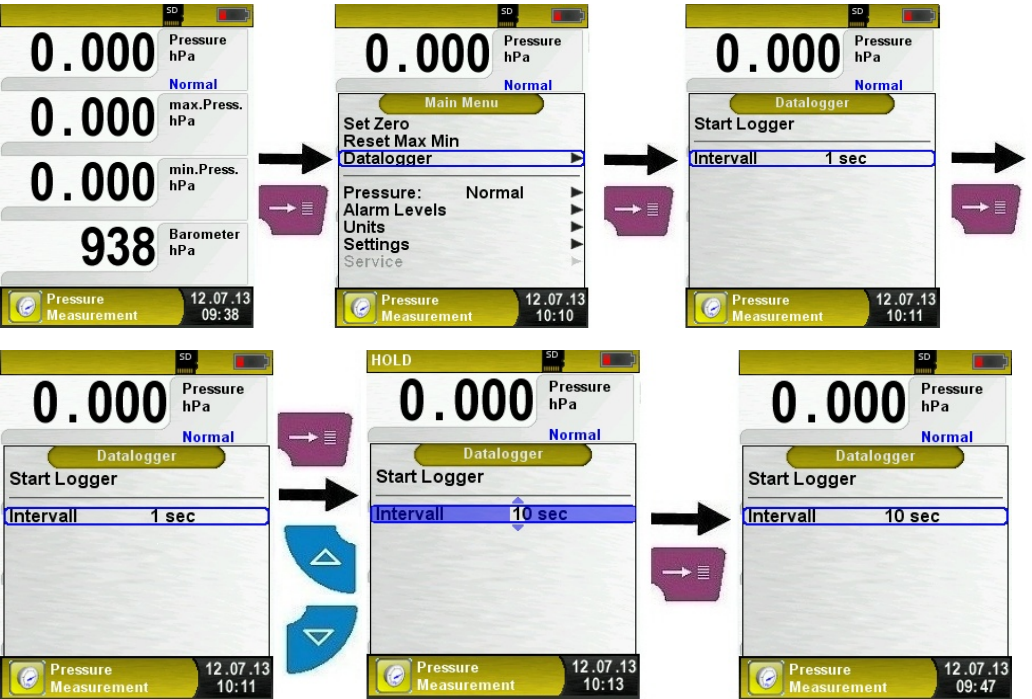 SD
0.000 Pressure
hPa
Normal
0.000 max.Press.
hPa
0.000 min.Press.
hPa
938 Barometer
hPa
Pressure
Measurement
12.07.13
09:38
SD
0.000 Pressure
hPa
Normal
Main Menu
Set Zero
Reset Max Min
Datalogger
Pressure: Normal
Alarm Levels
Units
Settings
Service
Pressure
Measurement
12.07.13
10:10
SD
0.000 Pressure
hPa
Normal
Datalogger
Start Logger
Intervall 1 sec
Pressure
Measurement
12.07.13
10:11
SD
0.000 Pressure
hPa
Normal
Datalogger
Start Logger
Intervall 1 sec
Pressure
Measurement
12.07.13
10:11
HOLD
SD
0.000 Pressure
hPa
Normal
Datalogger
Start Logger
Intervall 10 sec
Pressure
Measurement
12.07.13
10:13
SD
0.000 Pressure
hPa
Normal
Datalogger
Start Logger
Intervall 10 sec
Pressure
Measurement
12.07.13
09:47